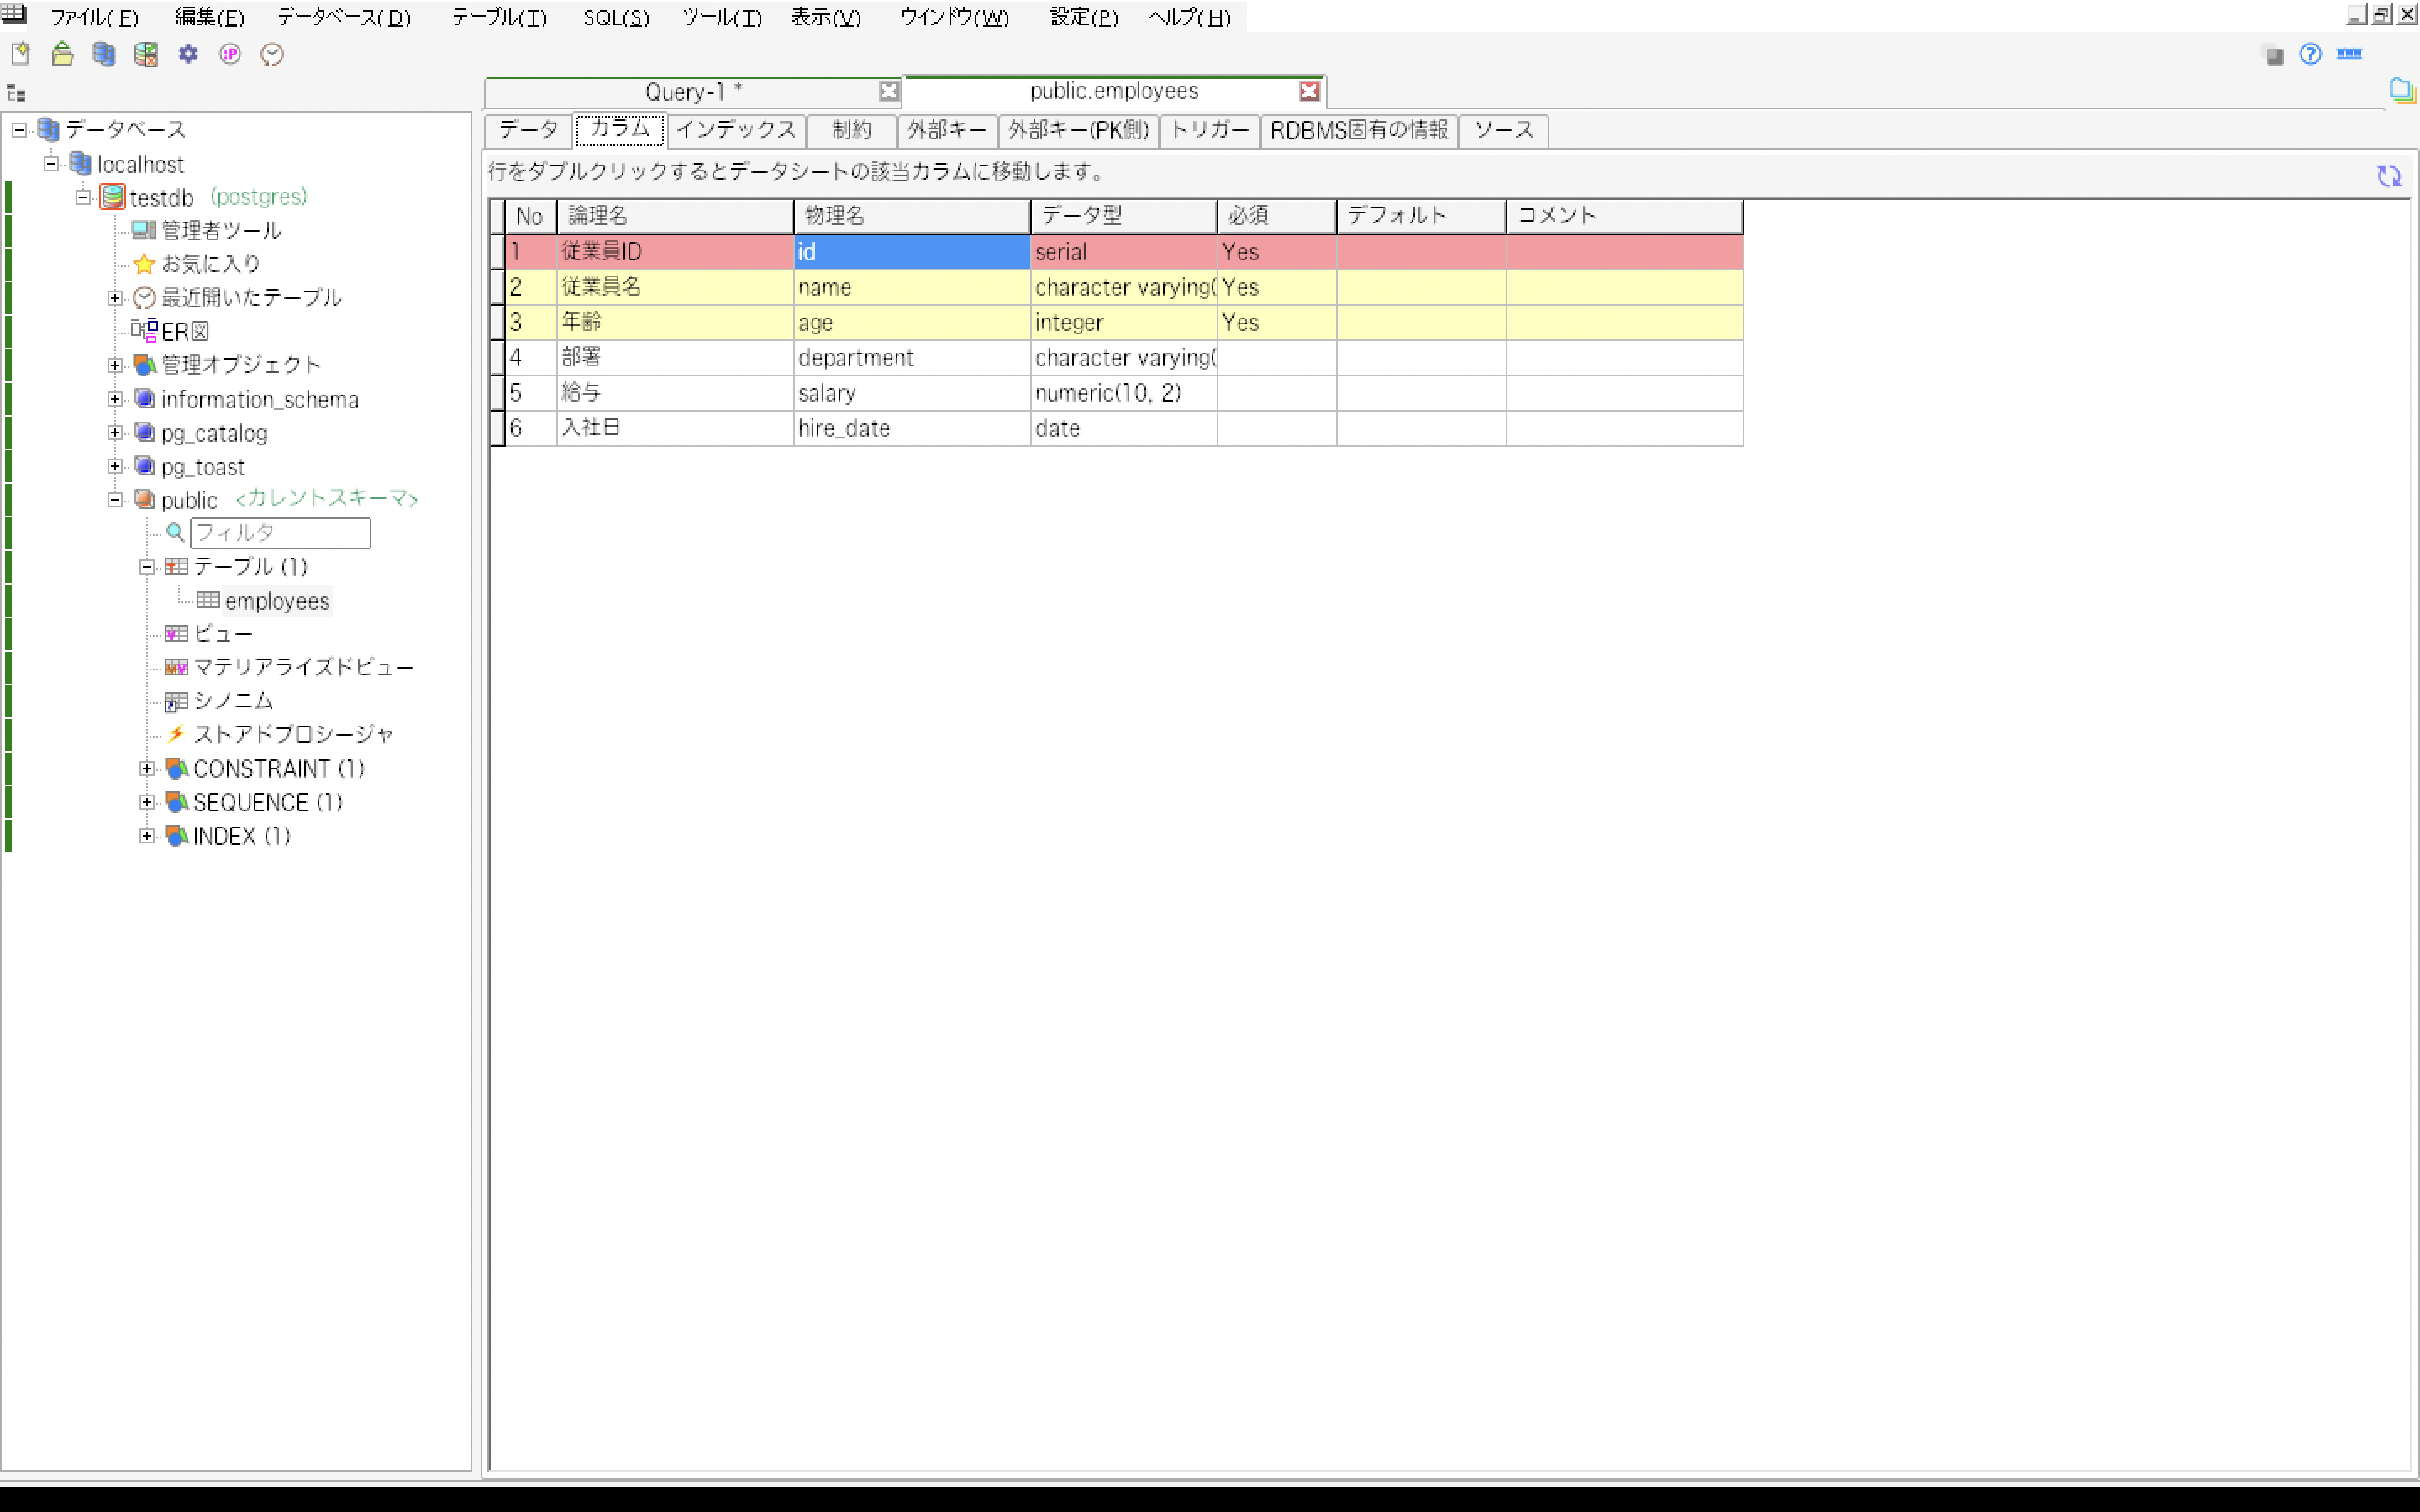 ファイル(F) 編集(E) データベース(D) テーブル(T) SQL(S) ツール(T) 表示(V) ウインドウ(W) 設定(P) ヘルプ(H)
Query-1 * public.employees
データ カラム インデックス 制約 外部キー 外部キー(PK側) トリガー RDBMS固有の情報 ソース
行をダブルクリックするとデータシートの該当カラムに移動します。
データベース
localhost
testdb (postgres)
管理者ツール
お気に入り
最近開いたテーブル
ER図
管理オブジェクト
information_schema
pg_catalog
pg_toast
public <カレントスキーマ>
フィルタ
テーブル (1)
employees
ビュー
マテリアライズドビュー
シノニム
ストアドプロシージャ
CONSTRAINT (1)
SEQUENCE (1)
INDEX (1)
No 論理名 物理名 データ型 必須 デフォルト コメント
1 従業員ID id serial Yes
2 従業員名 name character varying( Yes
3 年齢 age integer Yes
4 部署 department character varying(
5 給与 salary numeric(10, 2)
6 入社日 hire_date date